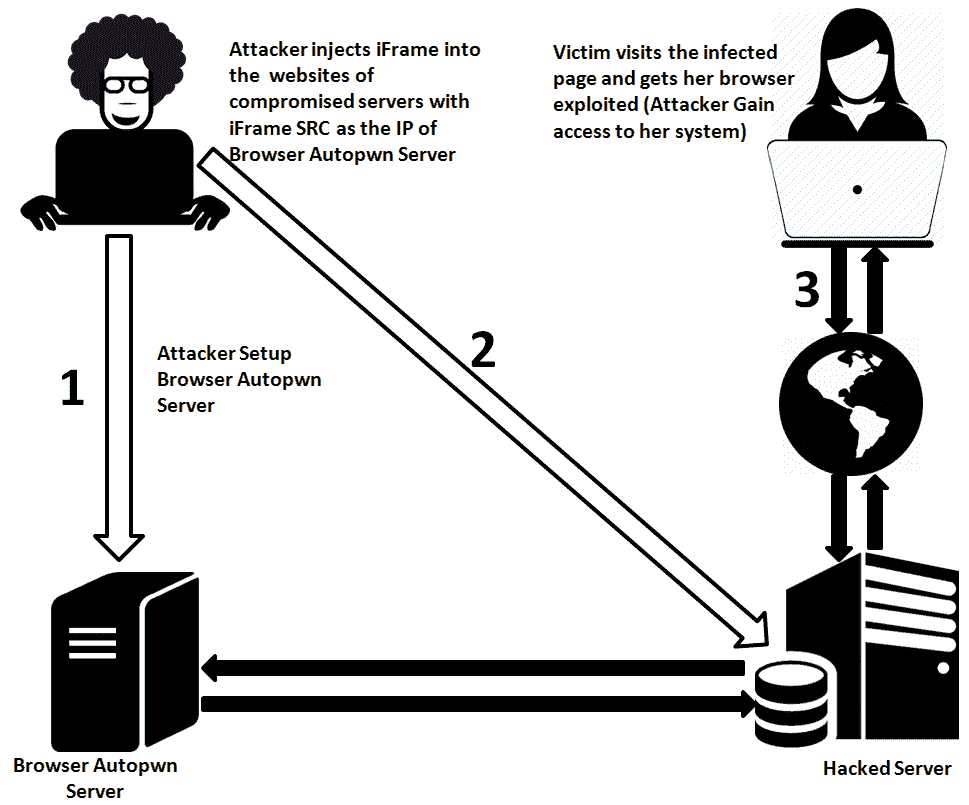 Attacker injects iFrame into
the websites of
compromised servers with
iFrame SRC as the IP of
Browser Autopwn Server
Victim visits the infected
page and gets her browser
exploited (Attacker Gain
access to her system)
3
2
1
Attacker Setup
Browser Autopwn
Server
Browser Autopwn
Server
Hacked Server